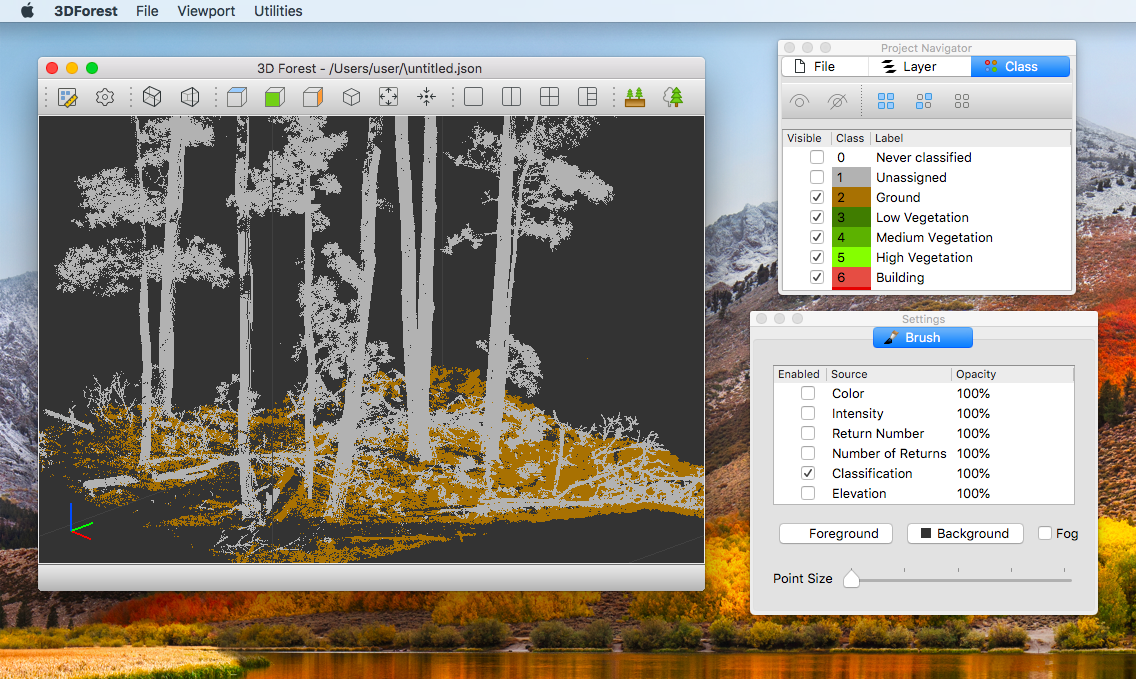 3DForest File Viewport Utilities
3D Forest - /Users/user/\untitled.json
Project Navigator
File Layer Class
Visible Class Label
0 Never classified
1 Unassigned
2 Ground
3 Low Vegetation
4 Medium Vegetation
5 High Vegetation
6 Building
Settings
Brush
Enabled Source Opacity
Color 100%
Intensity 100%
Return Number 100%
Number of Returns 100%
Classification 100%
Elevation 100%
Foreground Background Fog
Point Size